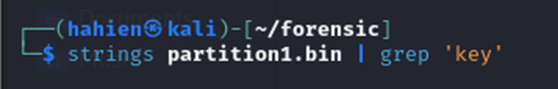 ┌──(hahien㉿kali)-[~/forensic]
└─$ strings partition1.bin | grep 'key'